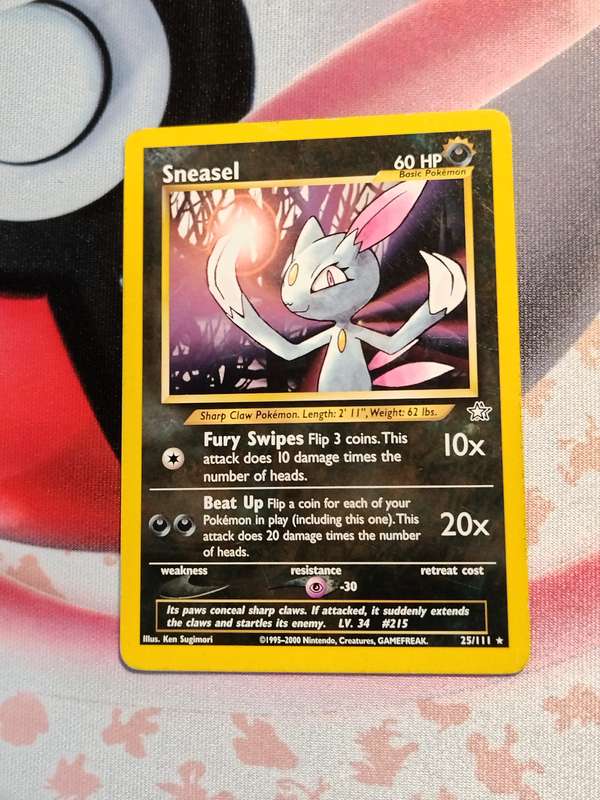 Sneasel
60 HP
Basic Pokémon
Sharp Claw Pokémon. Length: 2' 11", Weight: 62 lbs.
Fury Swipes Flip 3 coins. This
attack does 10 damage times the
number of heads.
10x
Beat Up Flip a coin for each of your
Pokémon in play (including this one). This
attack does 20 damage times the number
of heads.
20x
weakness
resistance
retreat cost
-30
Its paws conceal sharp claws. If attacked, it suddenly extends
the claws and startles its enemy. LV. 34 #215
Illus. Ken Sugimori
©1995-2000 Nintendo, Creatures, GAMEFREAK.
25/111 ★